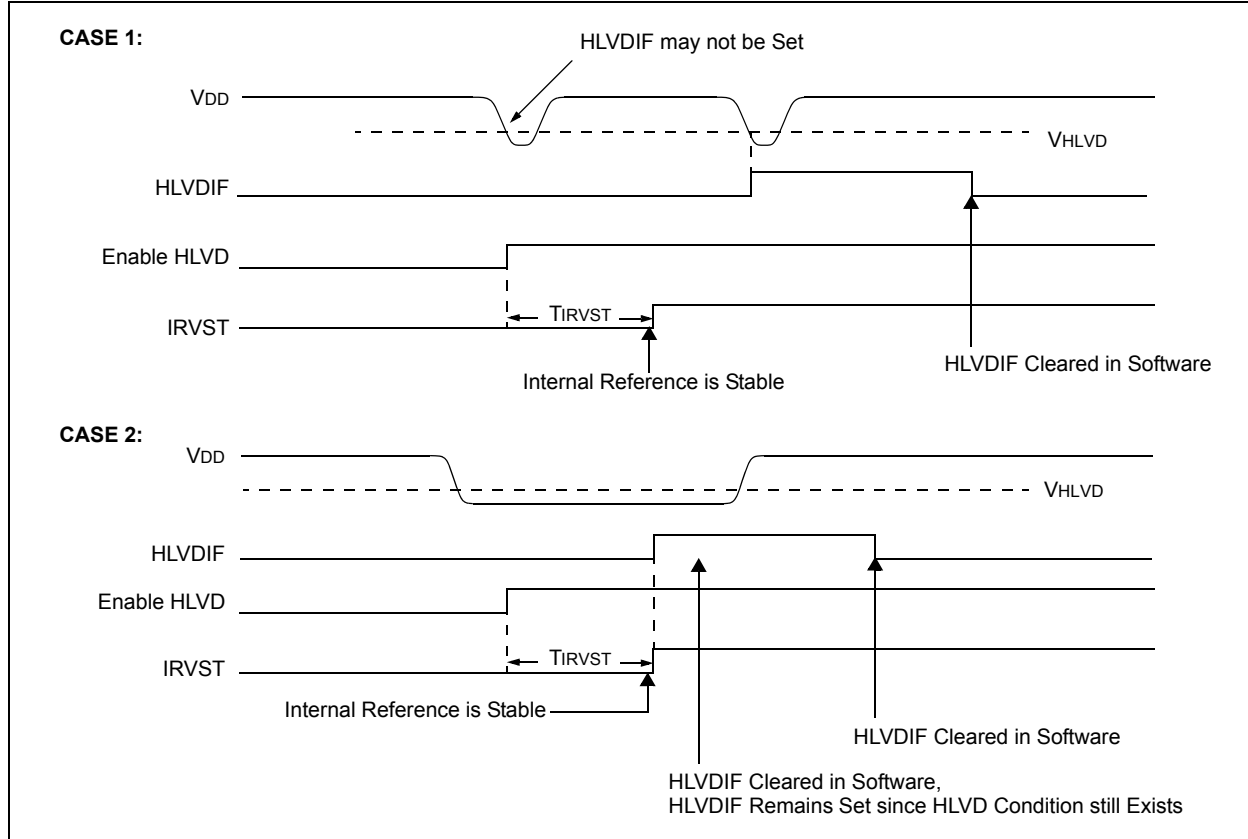 CASE 1:
HLVDIF may not be Set
VDD
VHLVD
HLVDIF
Enable HLVD
TIRVST
IRVST
HLVDIF Cleared in Software
Internal Reference is Stable
CASE 2:
VDD
VHLVD
HLVDIF
Enable HLVD
TIRVST
IRVST
Internal Reference is Stable
HLVDIF Cleared in Software
HLVDIF Cleared in Software,
HLVDIF Remains Set since HLVD Condition still Exists